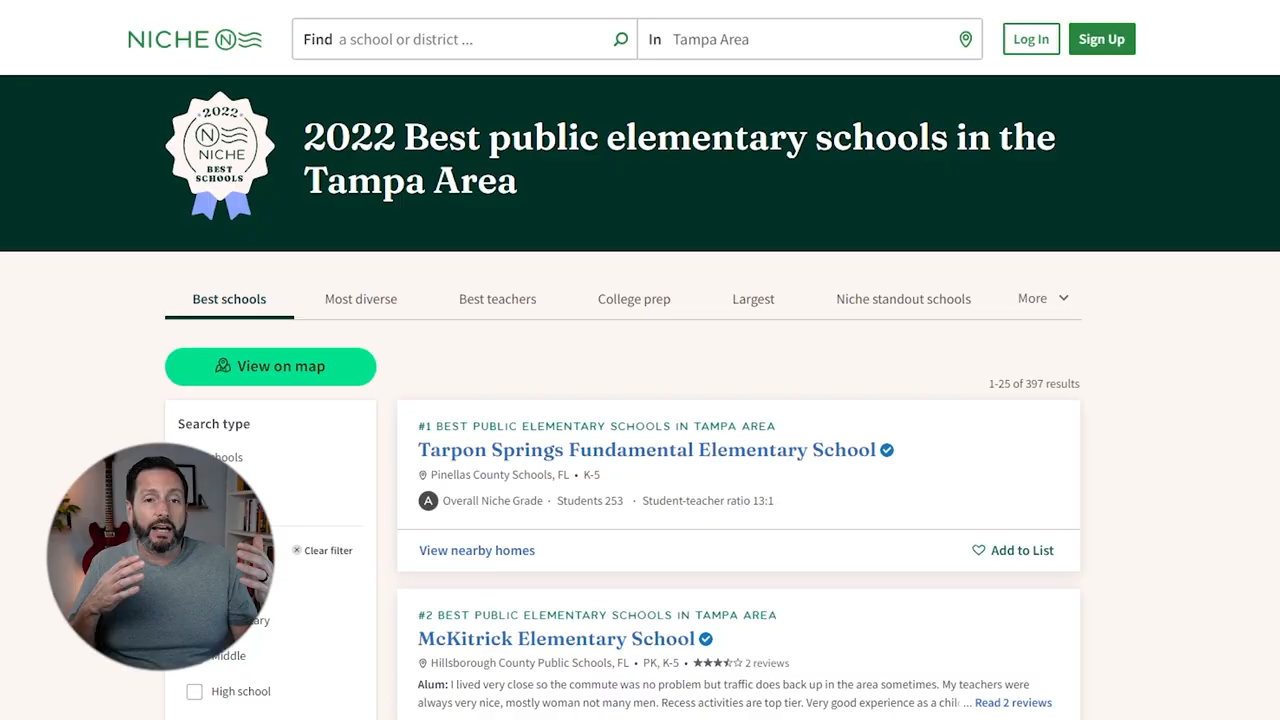 NICHE N
Find a school or district ...
In Tampa Area
Log In
Sign Up
2022
N
NICHE
BEST
SCHOOLS
2022 Best public elementary schools in the
Tampa Area
Best schools
Most diverse
Best teachers
College prep
Largest
Niche standout schools
More
View on map
1-25 of 397 results
Search type
Clear filter
Middle
High school
#1 BEST PUBLIC ELEMENTARY SCHOOLS IN TAMPA AREA
Tarpon Springs Fundamental Elementary School
Pinellas County Schools, FL • K-5
A Overall Niche Grade · Students 253 · Student-teacher ratio 13:1
View nearby homes
Add to List
#2 BEST PUBLIC ELEMENTARY SCHOOLS IN TAMPA AREA
McKitrick Elementary School
Hillsborough County Public Schools, FL • PK, K-5 • 2 reviews
Alum: I lived very close so the commute was no problem but traffic does back up in the area sometimes. My teachers were
always very nice, mostly woman not many men. Recess activities are top tier. Very good experience as a chil ... Read 2 reviews